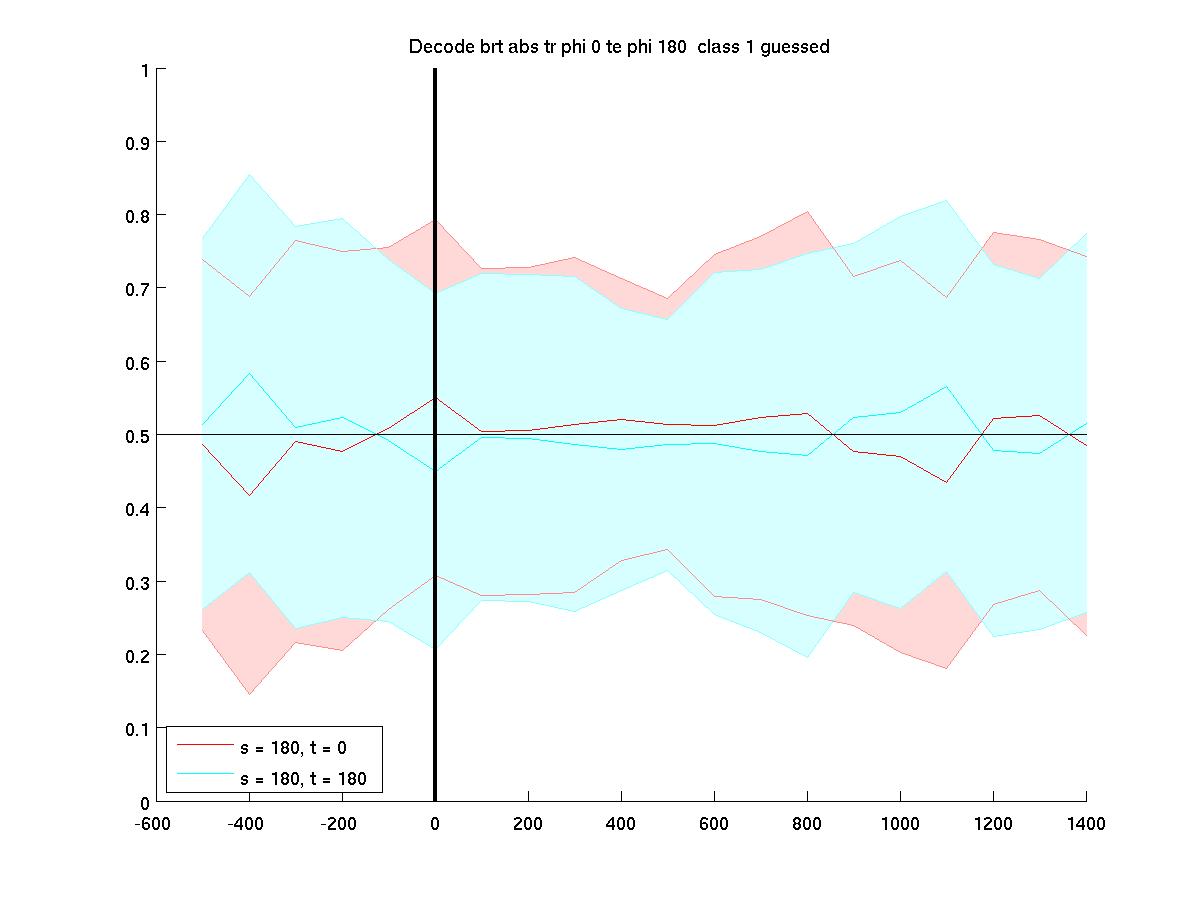 Decode brt abs tr phi 0 te phi 180  class 1 guessed
1
0.9
0.8
0.7
0.6
0.5
0.4
0.3
0.2
0.1
0
s = 180, t = 0
s = 180, t = 180
-600 -400 -200 0 200 400 600 800 1000 1200 1400